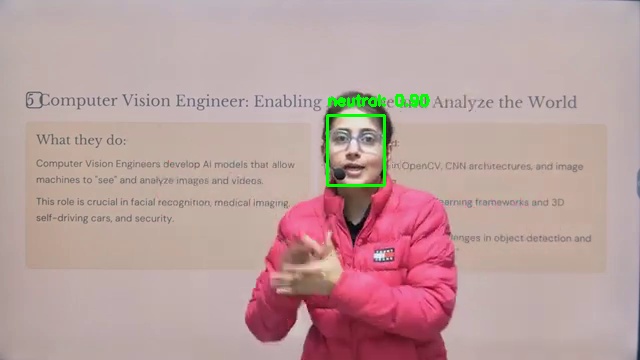 5 Computer Vision Engineer: Enabling
Analyze the World
neutral:
What they do:
Computer Vision Engineers develop AI models that allow
machines to "see" and analyze images and videos.
This role is crucial in facial recognition, medical imaging,
self-driving cars, and security.
in OpenCV, CNN architectures, and image
learning frameworks and 3D
in object detection and